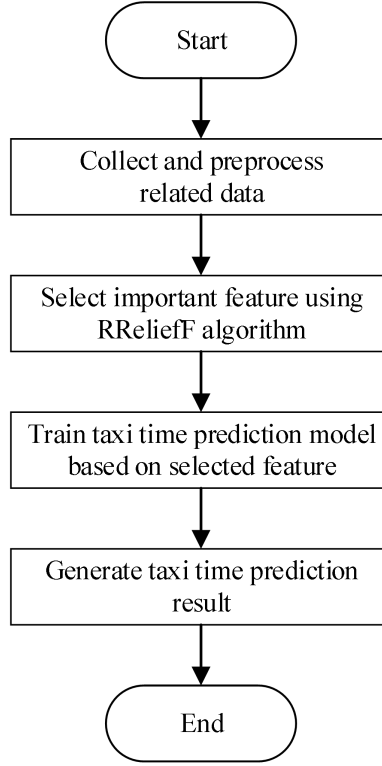 Start
Collect and preprocess
related data
Select important feature using
RReliefF algorithm
Train taxi time prediction model
based on selected feature
Generate taxi time prediction
result
End